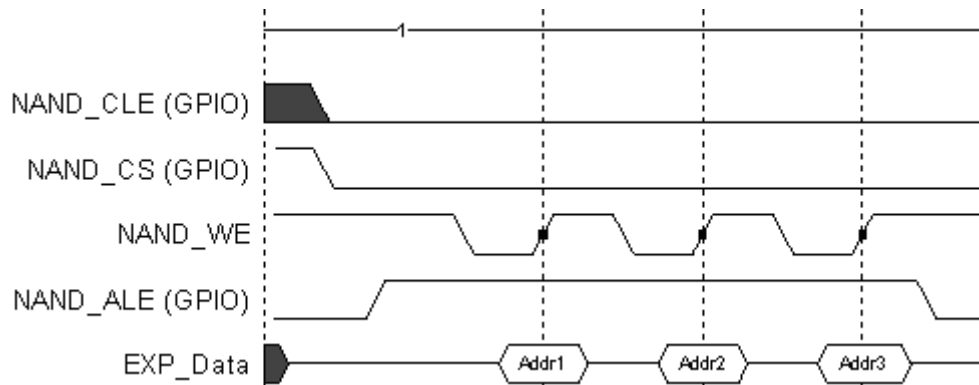 1
NAND_CLE (GPIO)
NAND_CS (GPIO)
NAND_WE
NAND_ALE (GPIO)
EXP_Data Addr1 Addr2 Addr3